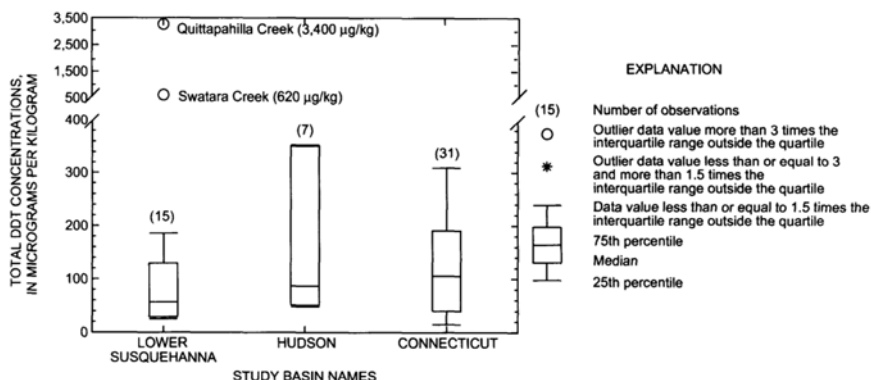 TOTAL DDT CONCENTRATIONS,
IN MICROGRAMS PER KILOGRAM
3,500
2,500
1,500
500
400
300
200
100
0
Quittapahilla Creek (3,400 µg/kg)
Swatara Creek (620 µg/kg)
(15)
(7)
(31)
LOWER
SUSQUEHANNA
HUDSON
CONNECTICUT
STUDY BASIN NAMES
EXPLANATION
(15) Number of observations
Outlier data value more than 3 times the
interquartile range outside the quartile
Outlier data value less than or equal to 3
and more than 1.5 times the
interquartile range outside the quartile
Data value less than or equal to 1.5 times the
interquartile range outside the quartile
75th percentile
Median
25th percentile